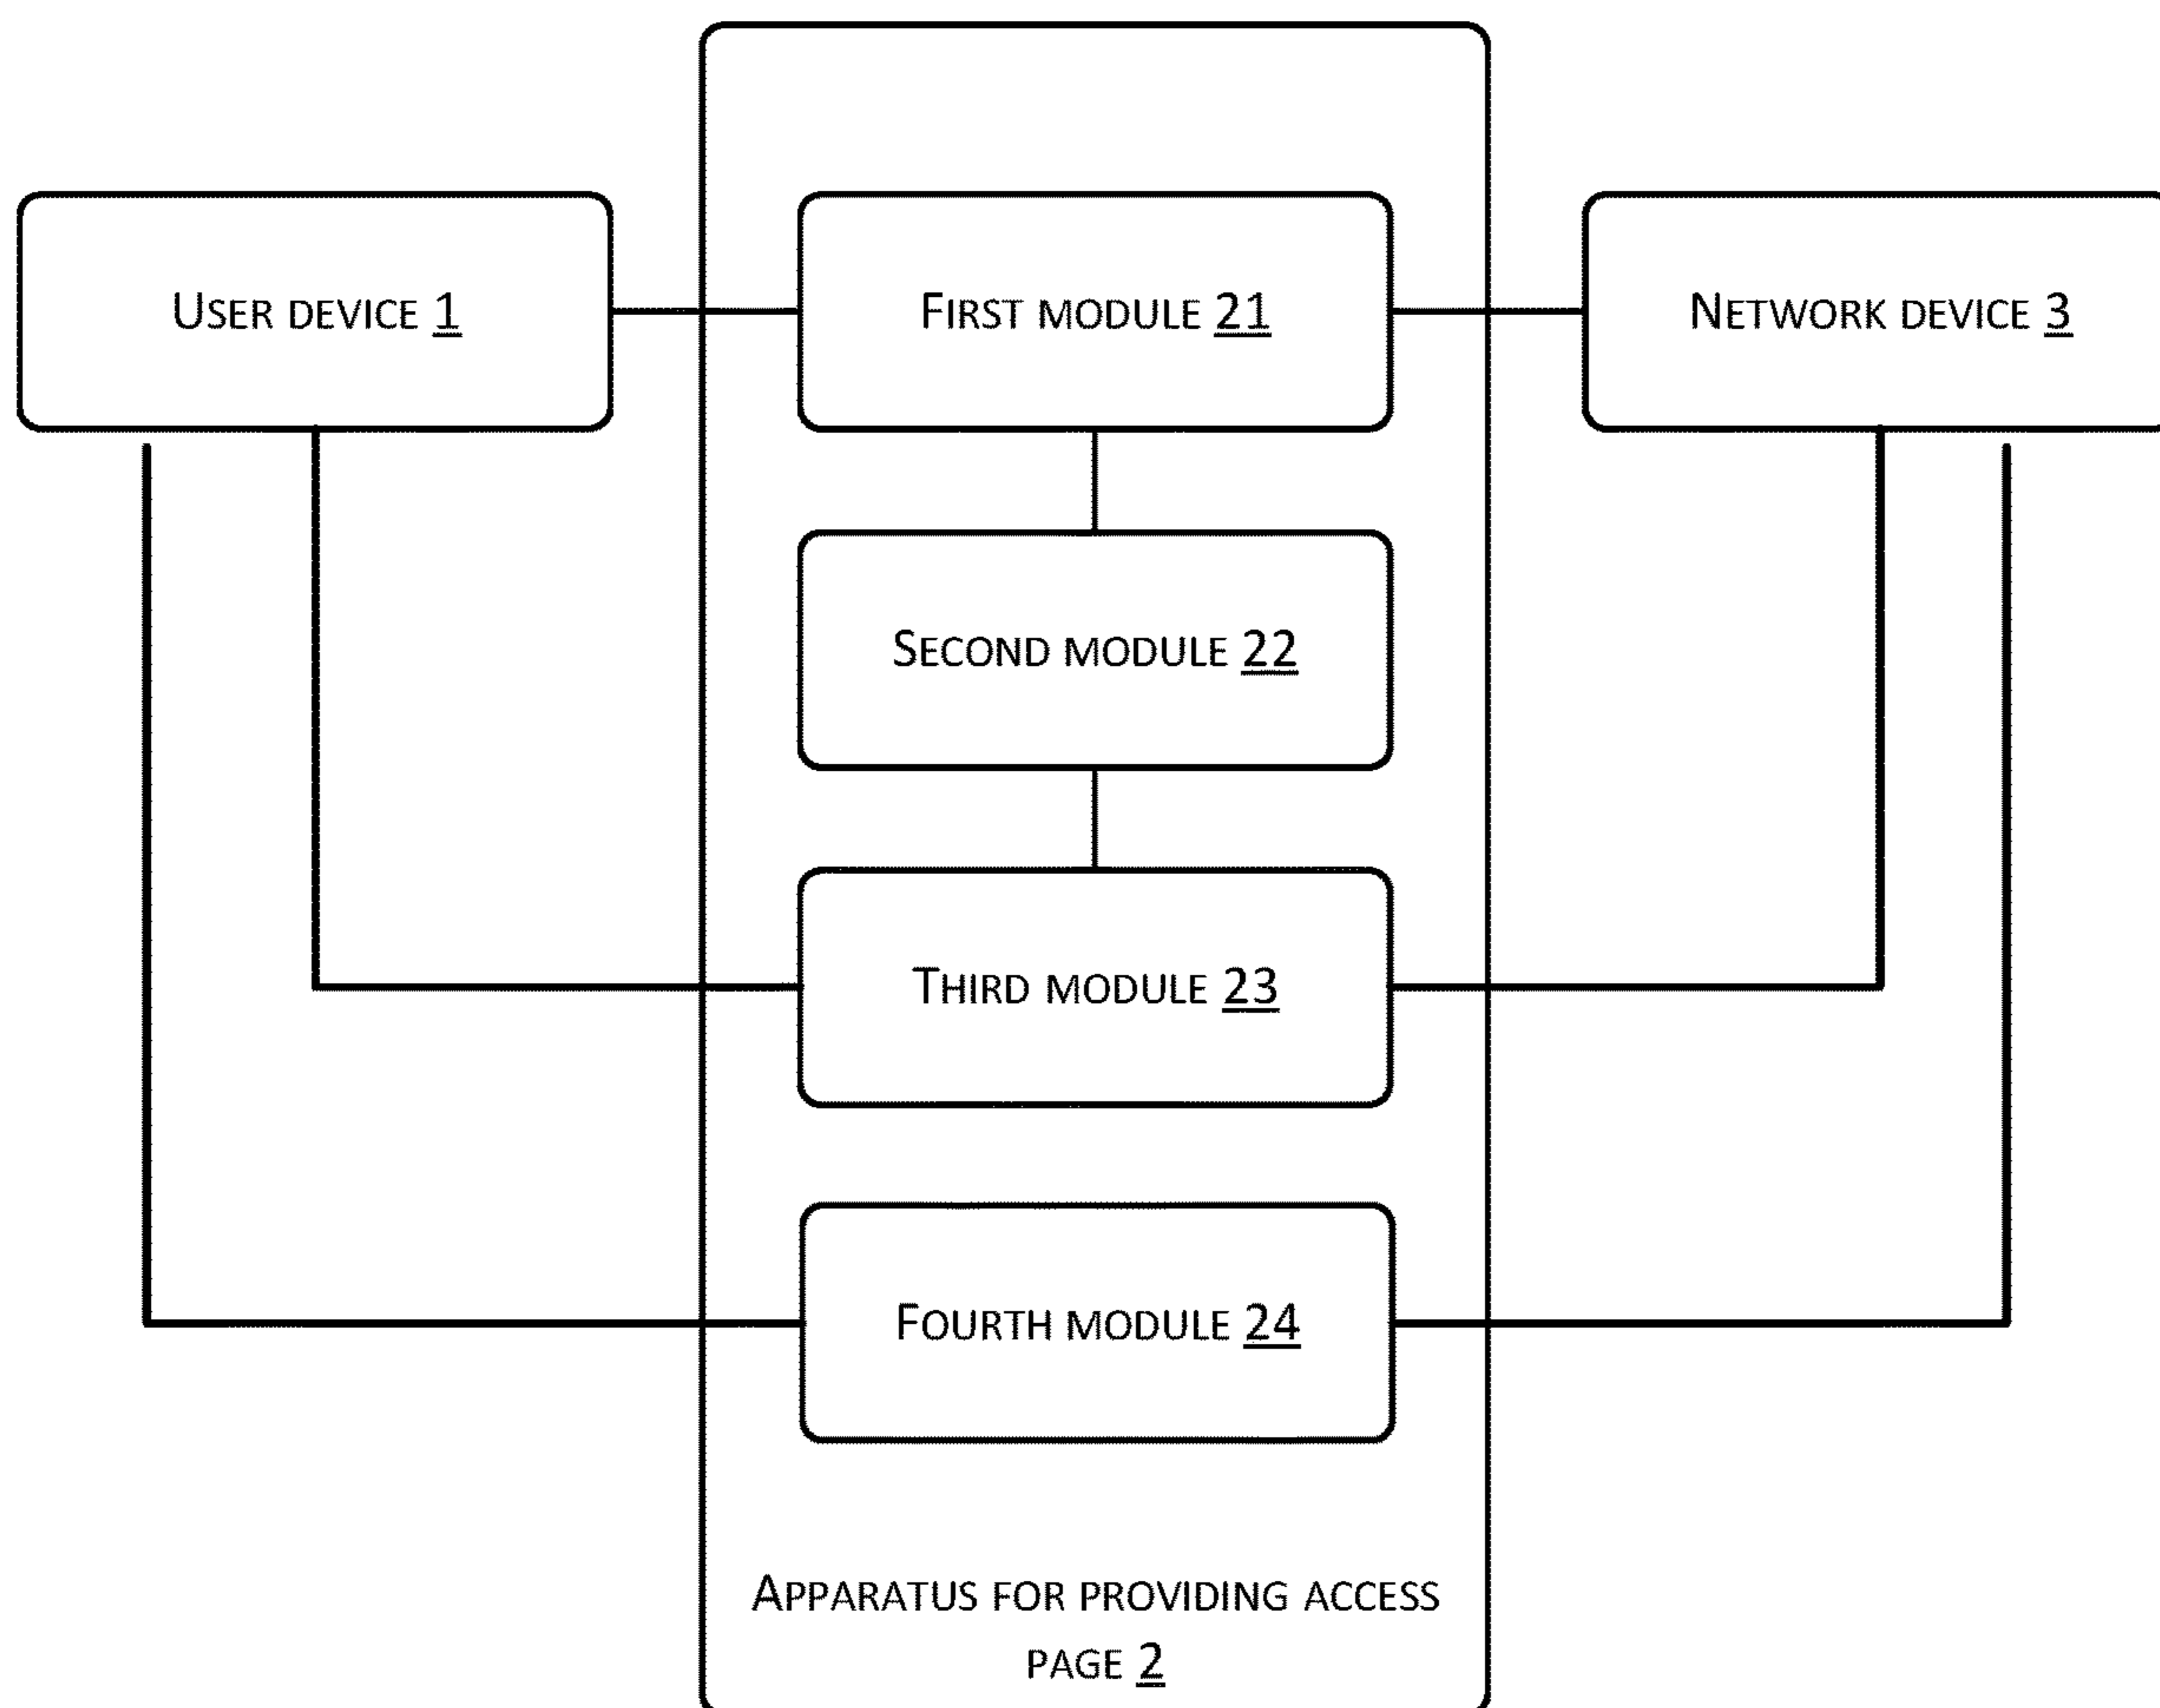 USER DEVICE 1
FIRST MODULE 21
NETWORK DEVICE 3
SECOND MODULE 22
THIRD MODULE 23
FOURTH MODULE 24
APPARATUS FOR PROVIDING ACCESS
PAGE 2